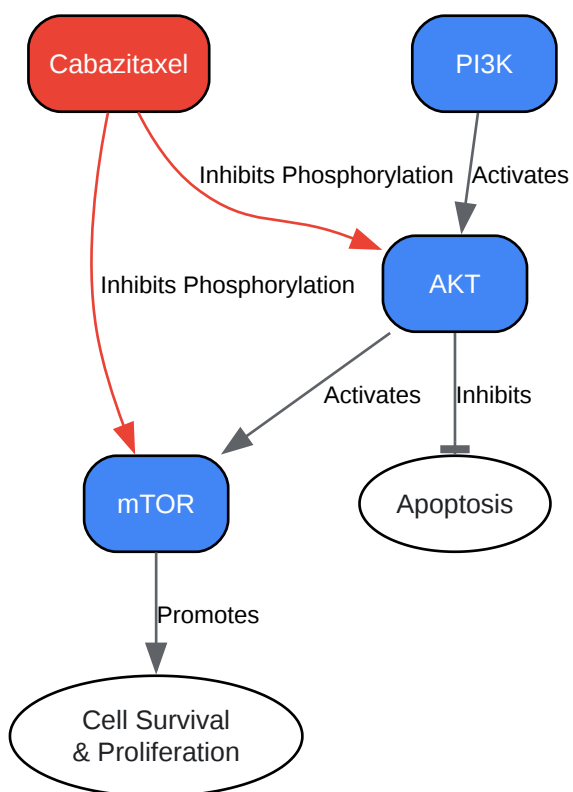 Cabazitaxel
PI3K
Inhibits Phosphorylation
Activates
Inhibits Phosphorylation
AKT
Activates
Inhibits
mTOR
Apoptosis
Promotes
Cell Survival
& Proliferation